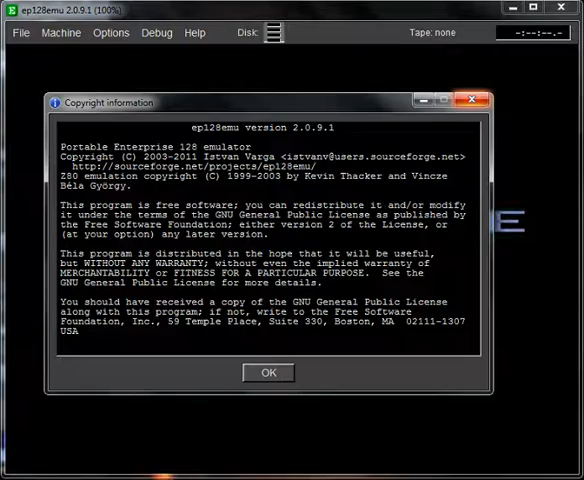 ep128emu 2.0.9.1 (100%)
File Machine Options Debug Help Disk: Tape: none -:--:--.-
Copyright information
ep128emu version 2.0.9.1
Portable Enterprise 128 emulator
Copyright (C) 2003-2011 Istvan Varga <istvanv@users.sourceforge.net>
http://sourceforge.net/projects/ep128emu/
Z80 emulation copyright (C) 1999-2003 by Kevin Thacker and Vincze
Béla György.
This program is free software; you can redistribute it and/or modify
it under the terms of the GNU General Public License as published by
the Free Software Foundation; either version 2 of the License, or
(at your option) any later version.
This program is distributed in the hope that it will be useful,
but WITHOUT ANY WARRANTY; without even the implied warranty of
MERCHANTABILITY or FITNESS FOR A PARTICULAR PURPOSE.  See the
GNU General Public License for more details.
You should have received a copy of the GNU General Public License
along with this program; if not, write to the Free Software
Foundation, Inc., 59 Temple Place, Suite 330, Boston, MA  02111-1307
USA
OK
E